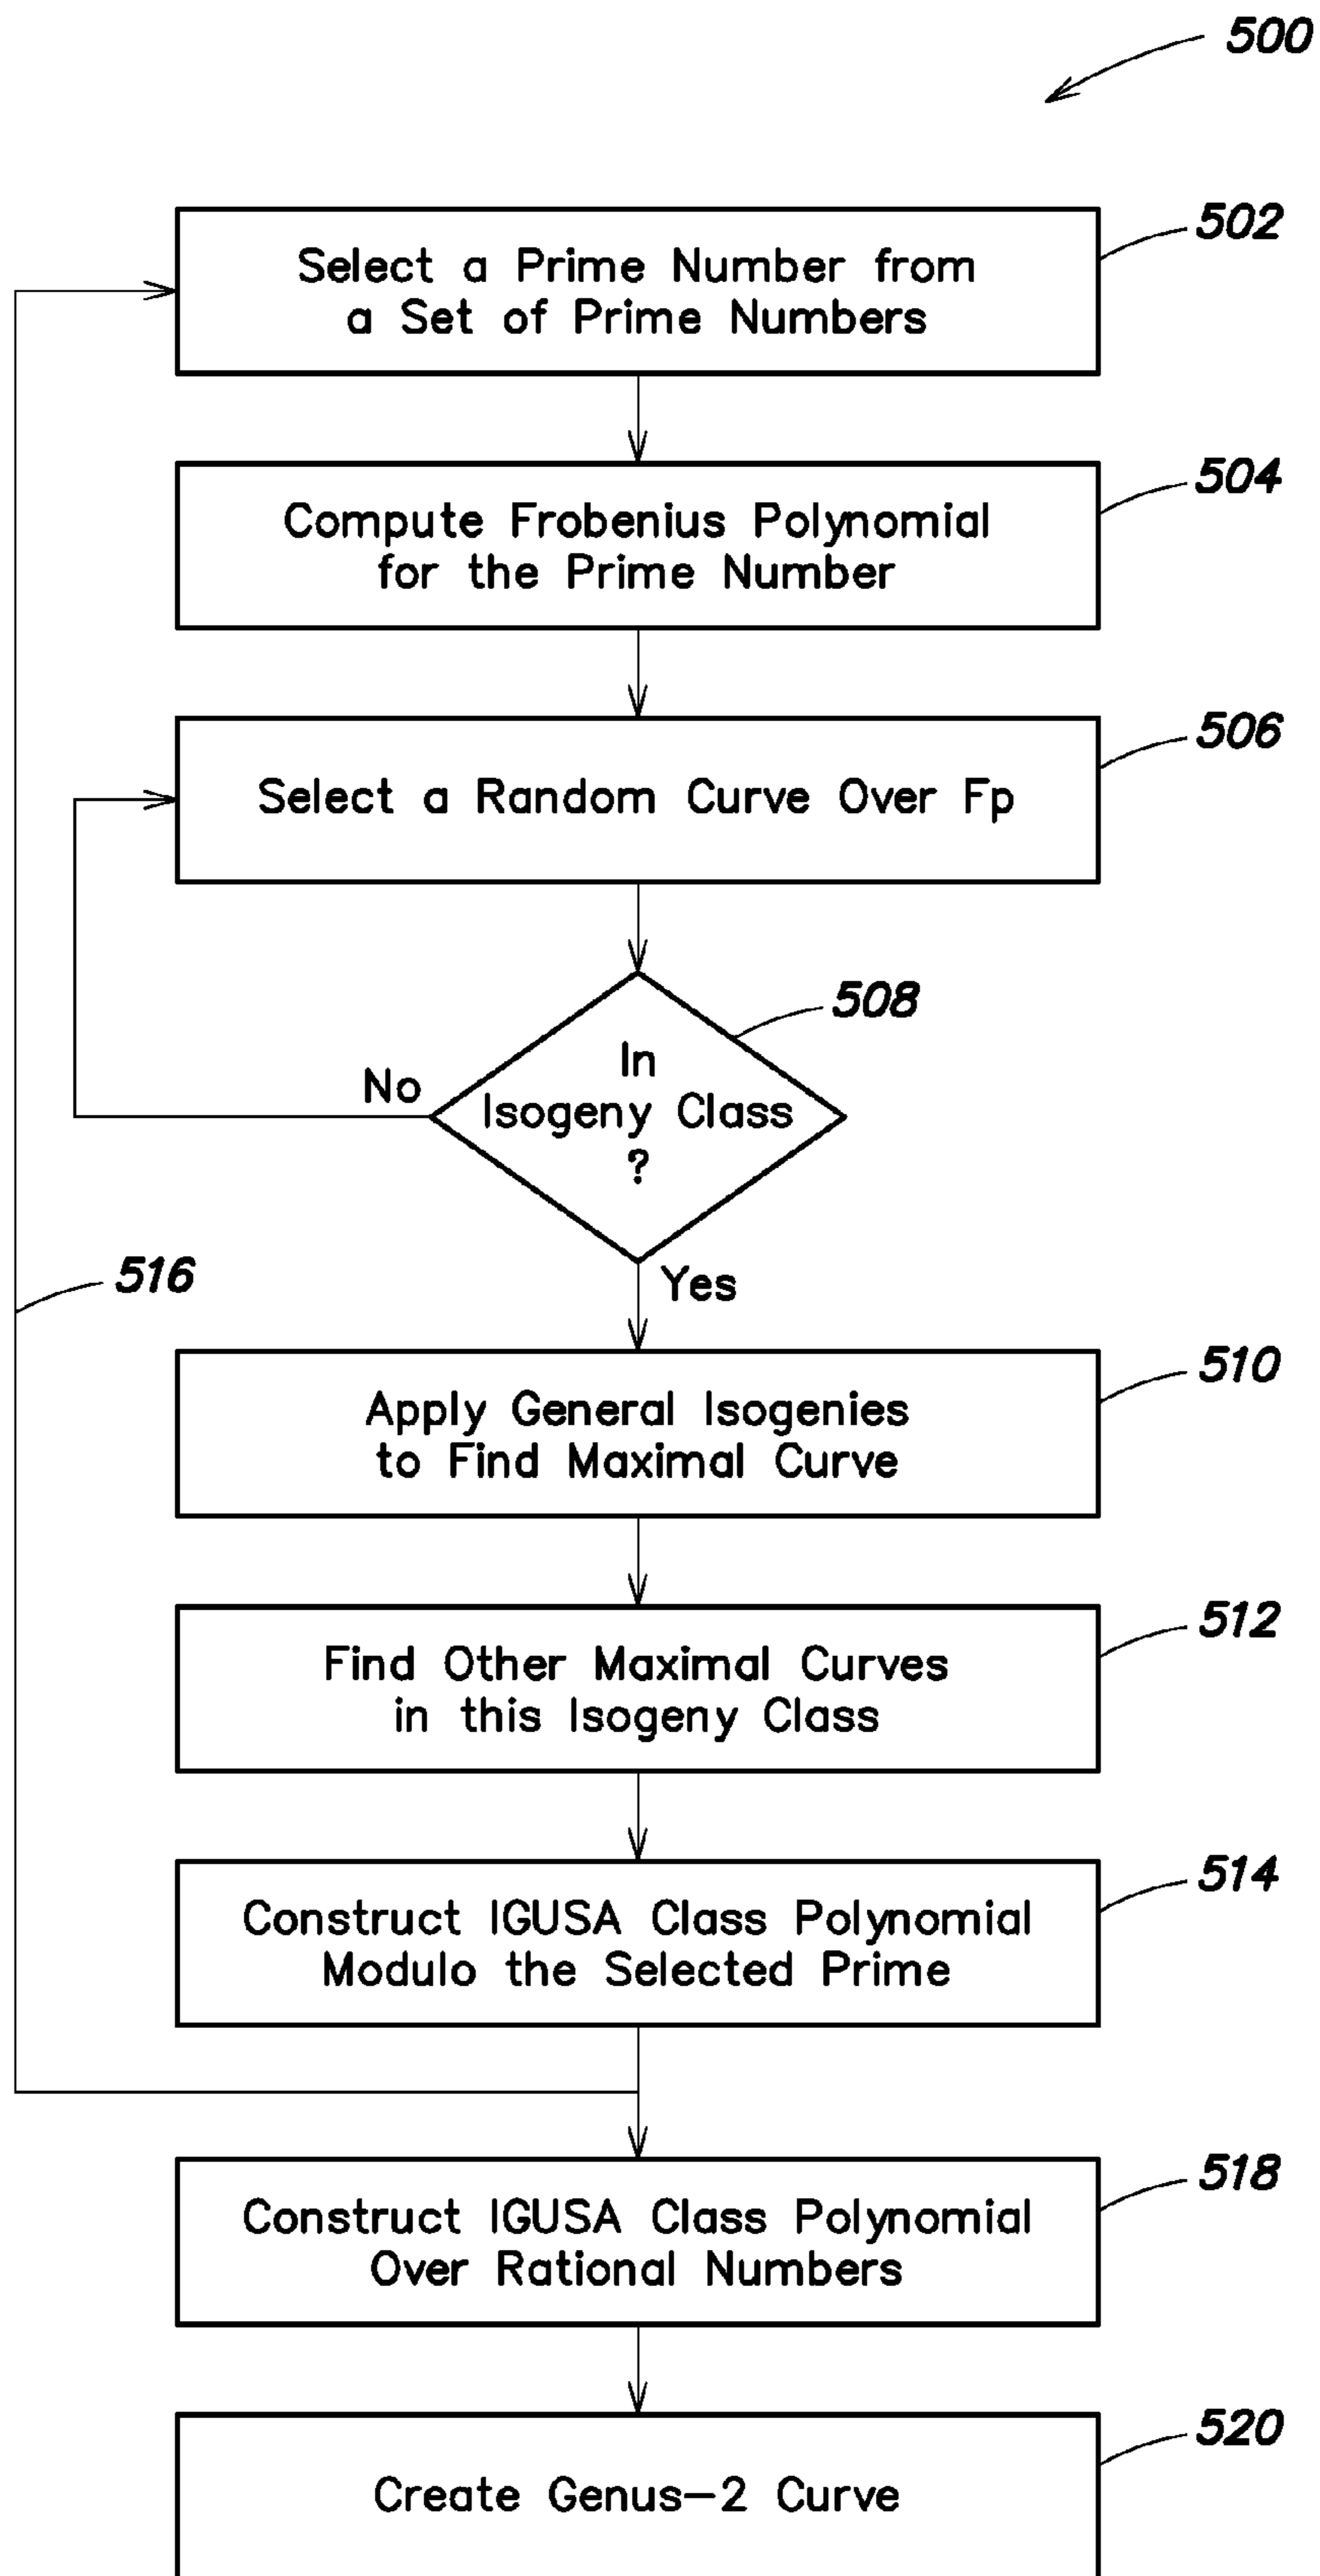 500
502
Select a Prime Number from
a Set of Prime Numbers
504
Compute Frobenius Polynomial
for the Prime Number
506
Select a Random Curve Over Fp
508
In
Isogeny Class
?
No
Yes
516
510
Apply General Isogenies
to Find Maximal Curve
512
Find Other Maximal Curves
in this Isogeny Class
514
Construct IGUSA Class Polynomial
Modulo the Selected Prime
518
Construct IGUSA Class Polynomial
Over Rational Numbers
520
Create Genus-2 Curve